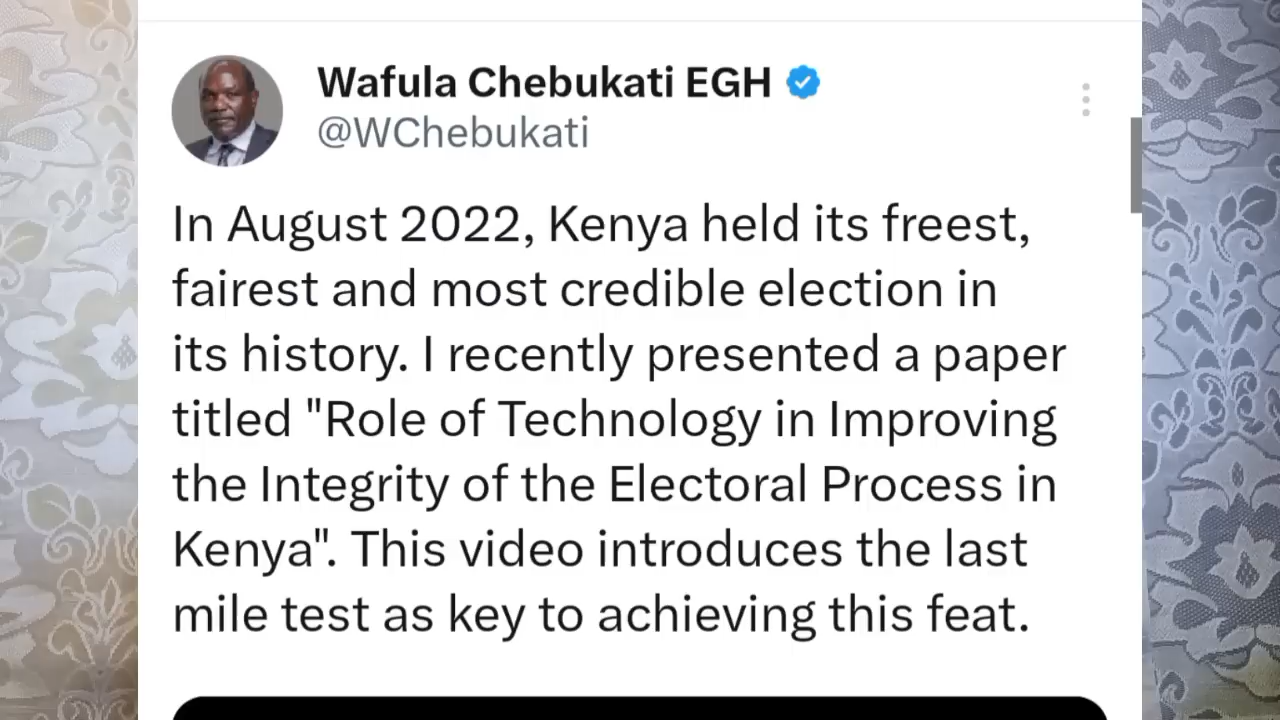 Wafula Chebukati EGH
@WChebukati
In August 2022, Kenya held its freest,
fairest and most credible election in
its history. I recently presented a paper
titled "Role of Technology in Improving
the Integrity of the Electoral Process in
Kenya". This video introduces the last
mile test as key to achieving this feat.